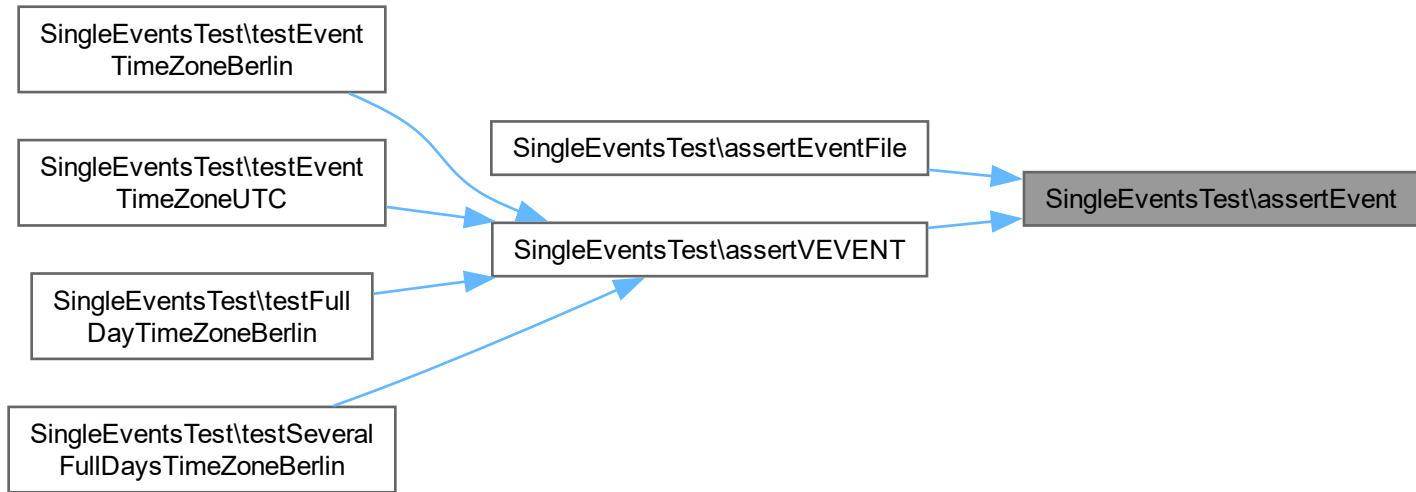 SingleEventsTest\testEvent
TimeZoneBerlin
SingleEventsTest\testEvent
TimeZoneUTC
SingleEventsTest\testFull
DayTimeZoneBerlin
SingleEventsTest\testSeveral
FullDaysTimeZoneBerlin
SingleEventsTest\assertEventFile
SingleEventsTest\assertVEVENT
SingleEventsTest\assertEvent